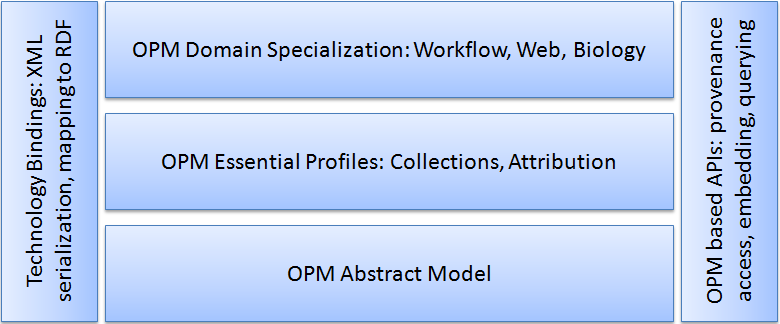 Technology Bindings: XML
serialization, mapping to RDF
OPM Domain Specialization: Workflow, Web, Biology
OPM Essential Profiles: Collections, Attribution
OPM Abstract Model
OPM based APIs: provenance
access, embedding, querying